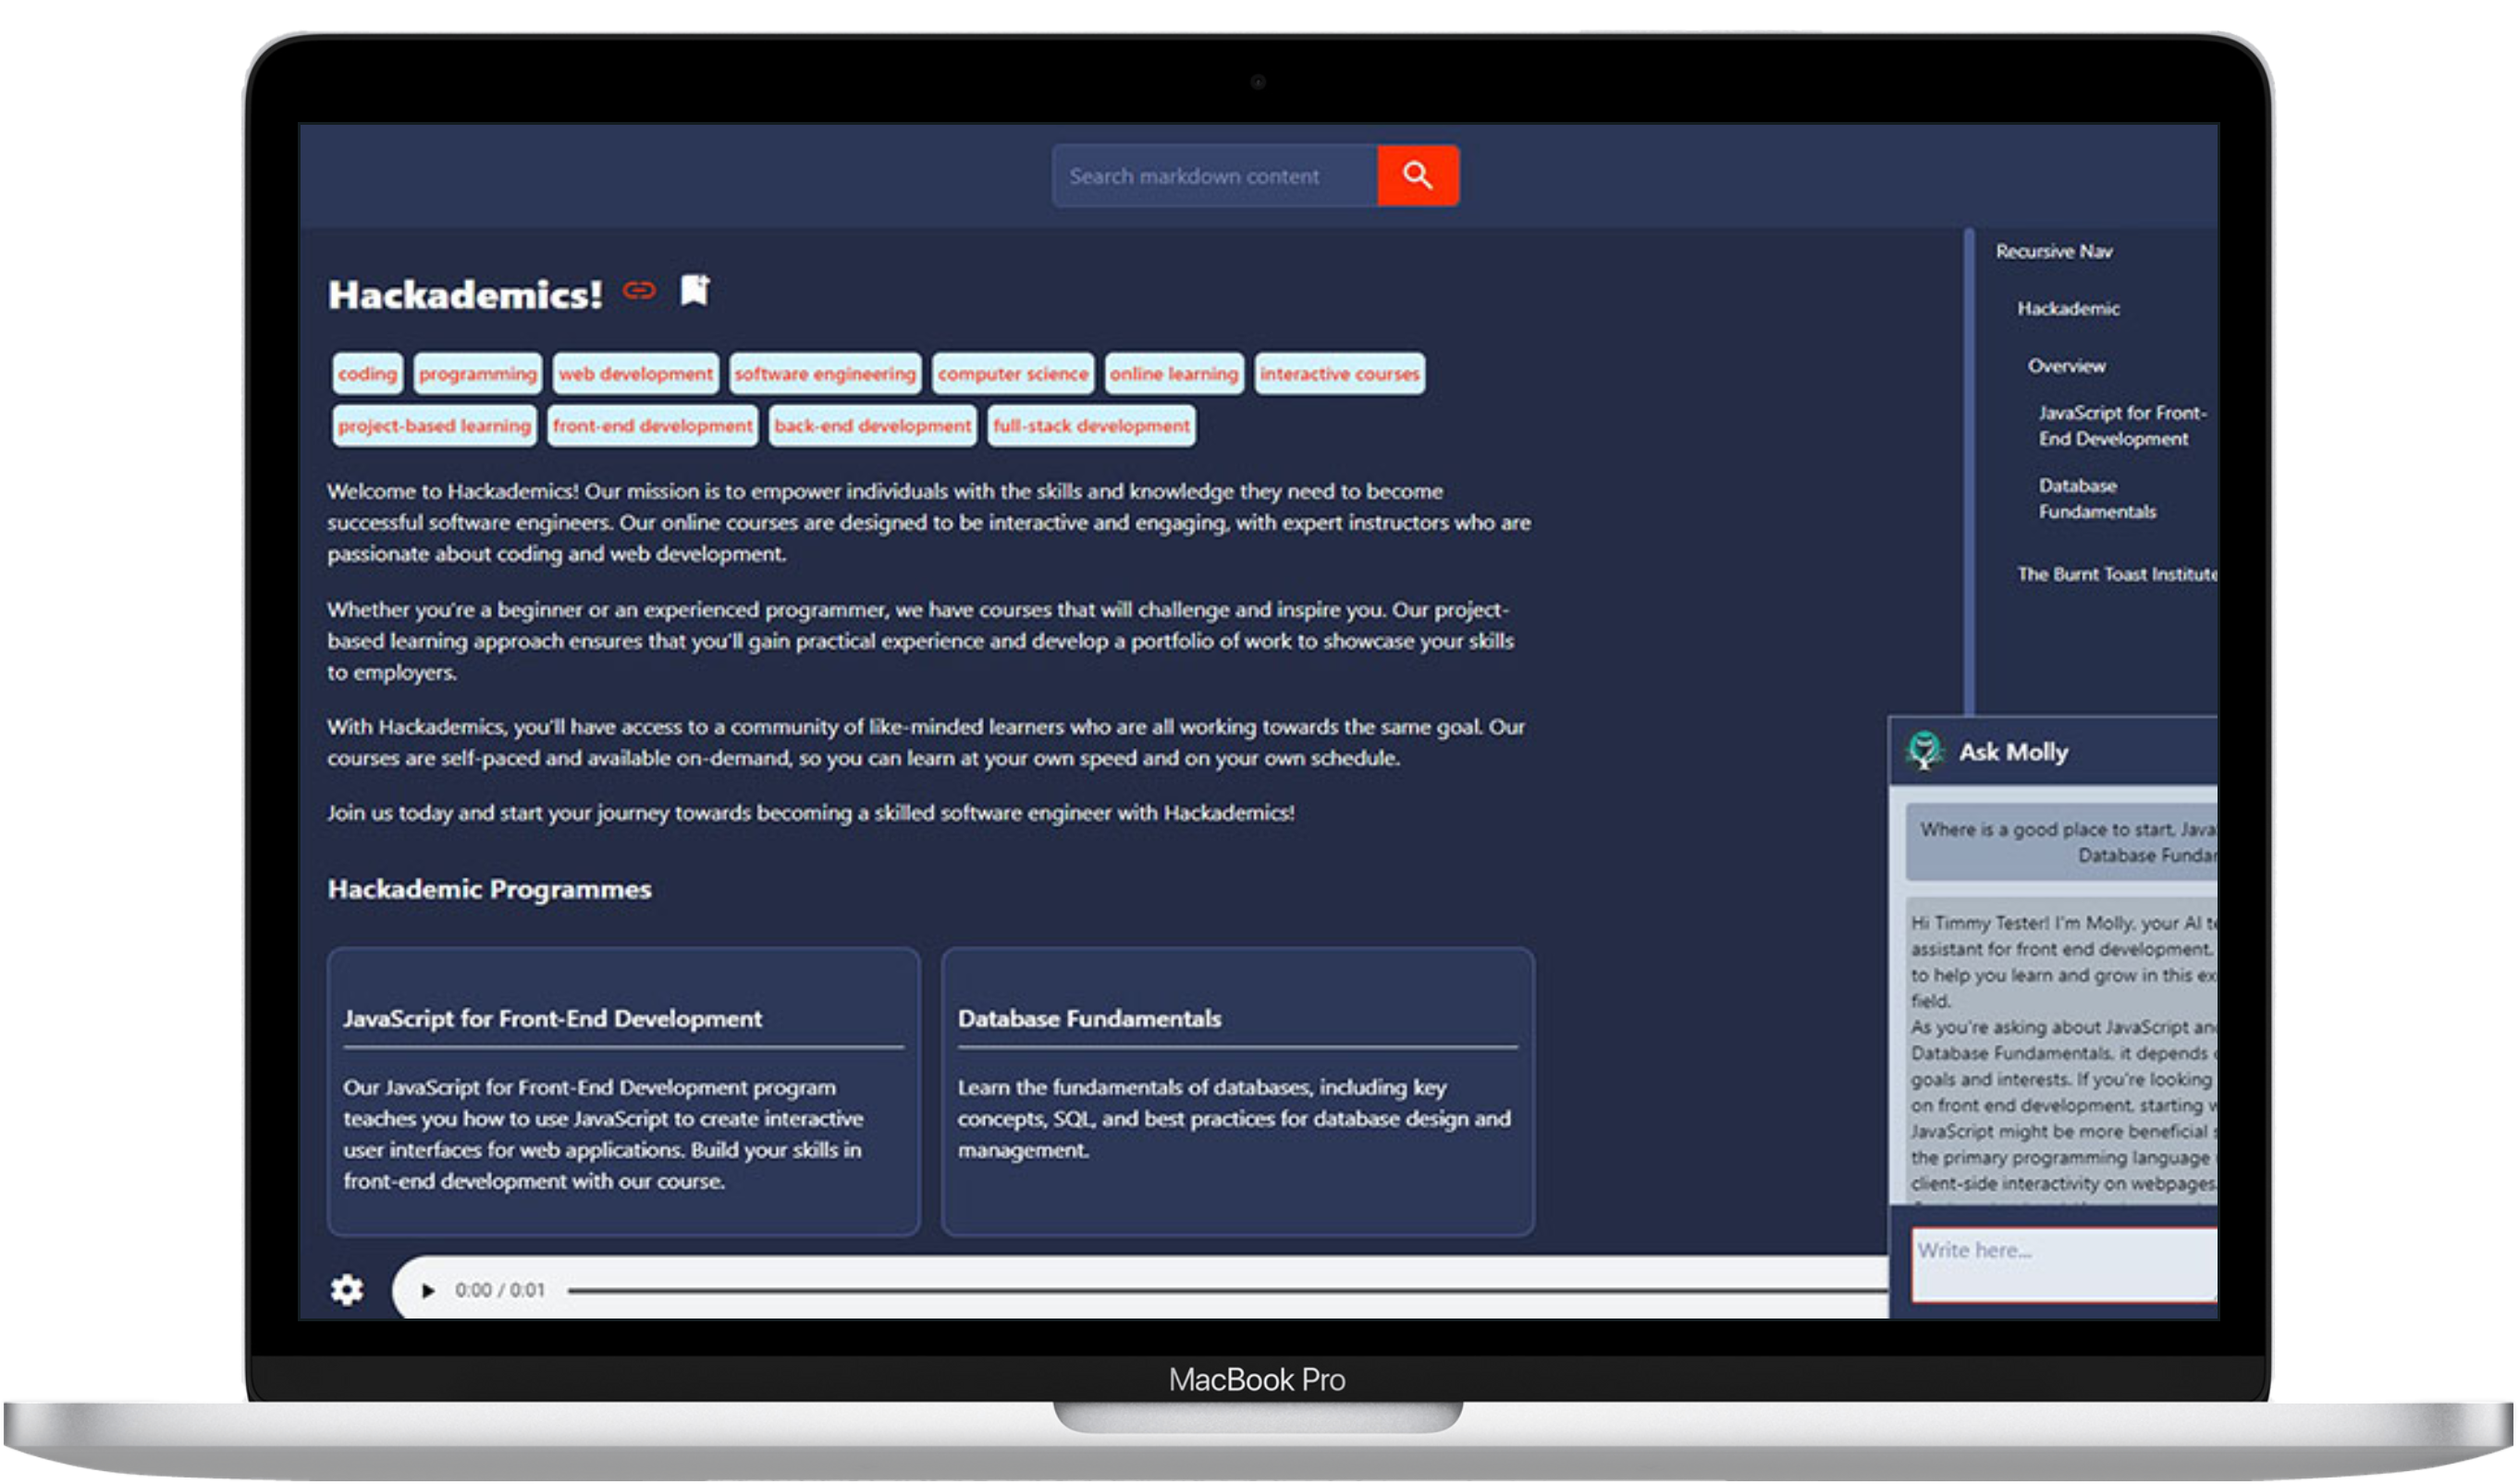 Search markdown content
Hackademics!
coding programming web development software engineering computer science online learning interactive courses
project-based learning front-end development back-end development full-stack development
Welcome to Hackademics! Our mission is to empower individuals with the skills and knowledge they need to become
successful software engineers. Our online courses are designed to be interactive and engaging, with expert instructors who are
passionate about coding and web development.
Whether you're a beginner or an experienced programmer, we have courses that will challenge and inspire you. Our project-
based learning approach ensures that you'll gain practical experience and develop a portfolio of work to showcase your skills
to employers.
With Hackademics, you'll have access to a community of like-minded learners who are all working towards the same goal. Our
courses are self-paced and available on-demand, so you can learn at your own speed and on your own schedule.
Join us today and start your journey towards becoming a skilled software engineer with Hackademics!
Hackademic Programmes
JavaScript for Front-End Development
Our JavaScript for Front-End Development program
teaches you how to use JavaScript to create interactive
user interfaces for web applications. Build your skills in
front-end development with our course.
Database Fundamentals
Learn the fundamentals of databases, including key
concepts, SQL, and best practices for database design and
management.
0:00 / 0:01
Recursive Nav
Hackademic
Overview
JavaScript for Front-
End Development
Database
Fundamentals
The Burnt Toast Institute
Ask Molly
Where is a good place to start, Java
Database Fundar
Hi Timmy Tester! I'm Molly, your AI te
assistant for front end development.
to help you learn and grow in this ex
field.
As you're asking about JavaScript an
Database Fundamentals, it depends
goals and interests. If you're looking
on front end development, starting w
JavaScript might be more beneficial
the primary programming language
client-side interactivity on webpages.
Write here...
MacBook Pro